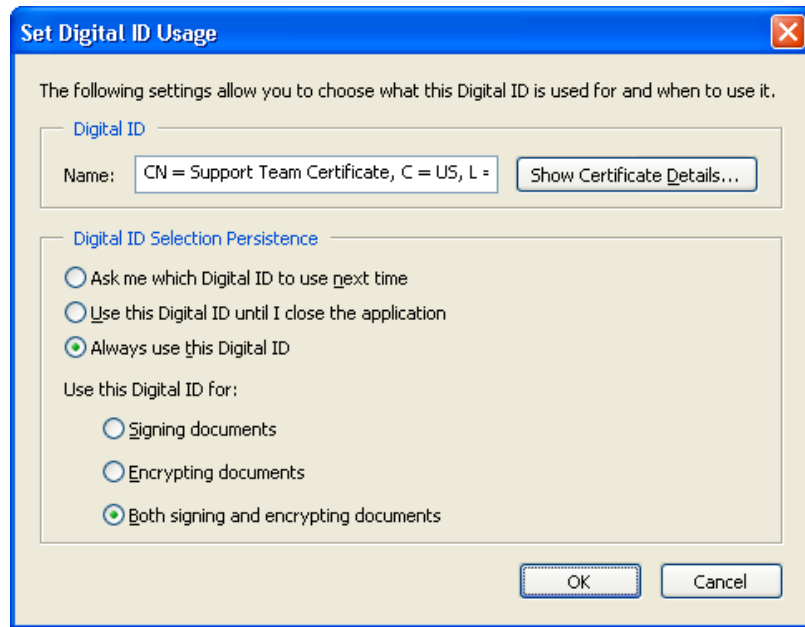 Set Digital ID Usage
The following settings allow you to choose what this Digital ID is used for and when to use it.
Digital ID
Name: CN = Support Team Certificate, C = US, L = Show Certificate Details...
Digital ID Selection Persistence
Ask me which Digital ID to use next time
Use this Digital ID until I close the application
Always use this Digital ID
Use this Digital ID for:
Signing documents
Encrypting documents
Both signing and encrypting documents
OK Cancel